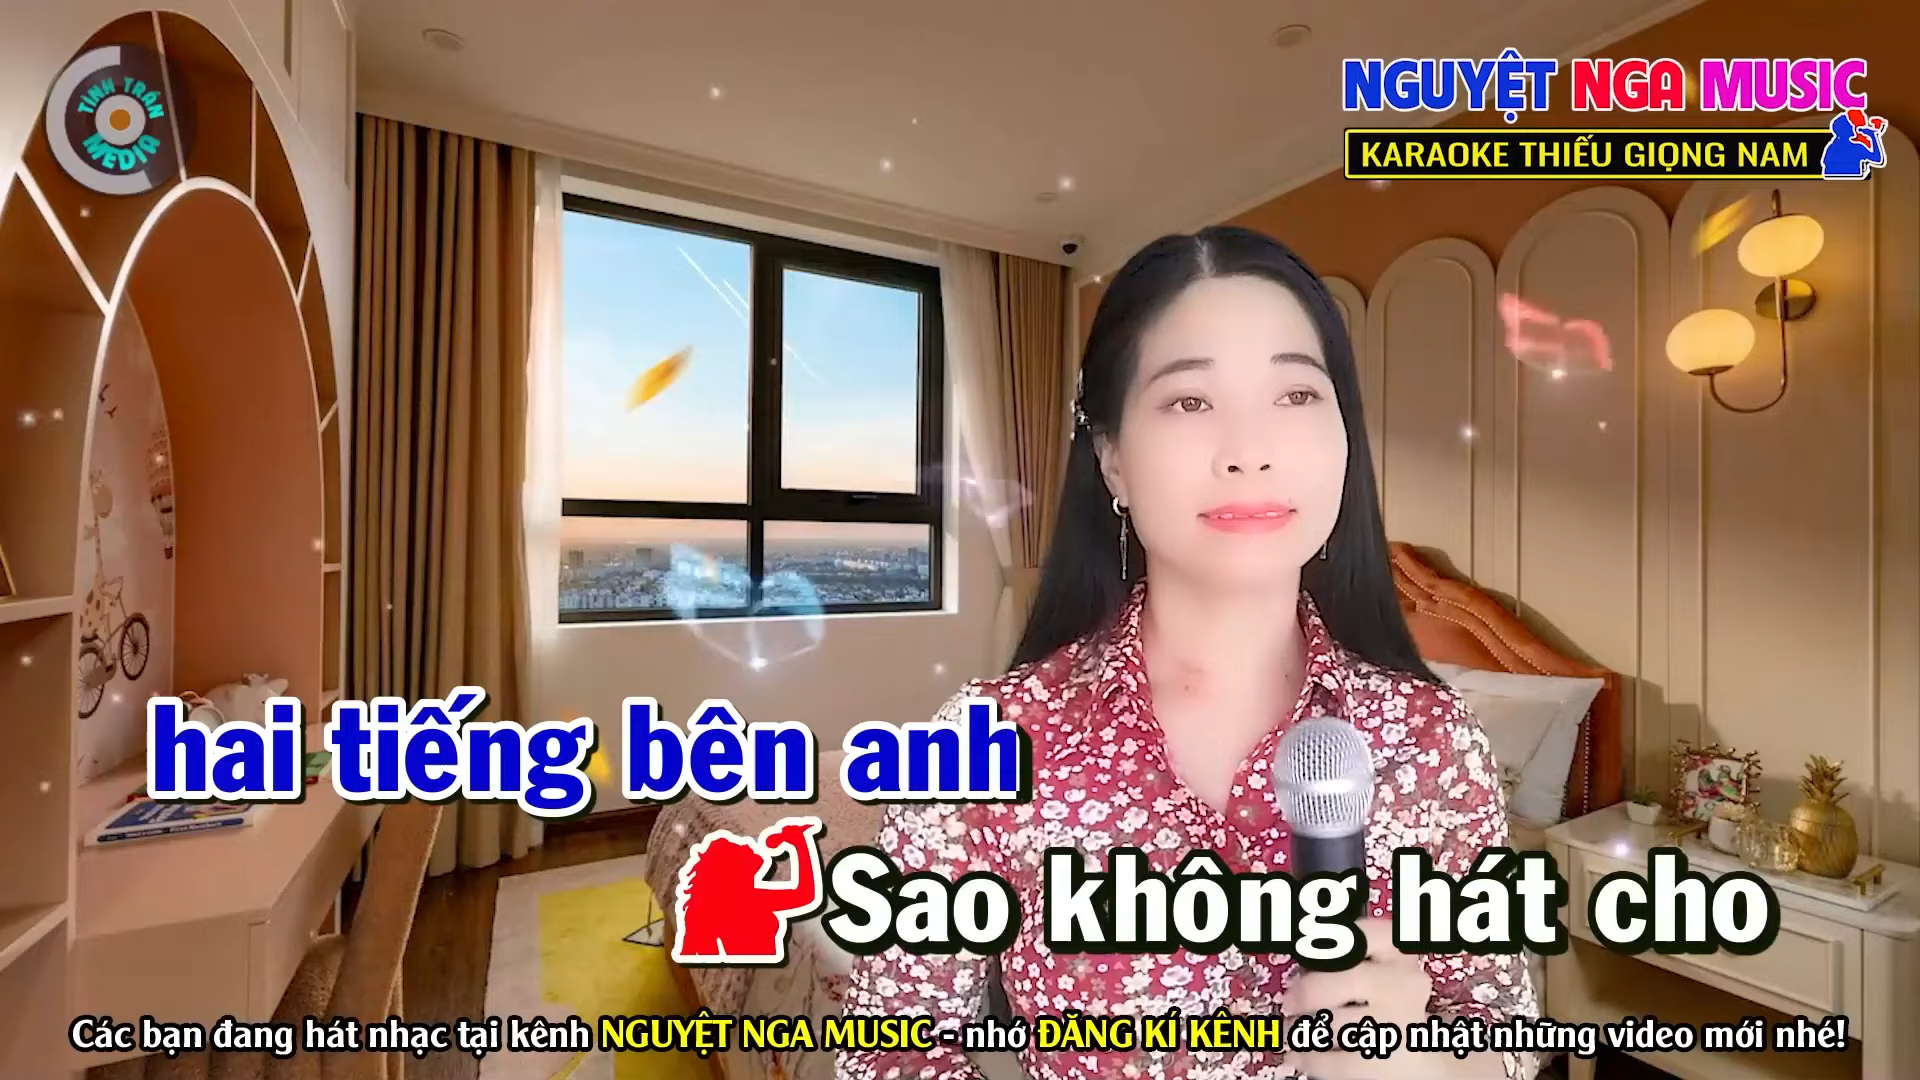 TÌNH TRẦN
MEDIA
NGUYỆT NGA MUSIC
KARAOKE THIẾU GIỌNG NAM
hai tiếng bên anh
Sao không hát cho
Các bạn đang hát nhạc tại kênh NGUYỆT NGA MUSIC - nhớ ĐĂNG KÍ KÊNH để cập nhật những video mới nhé!